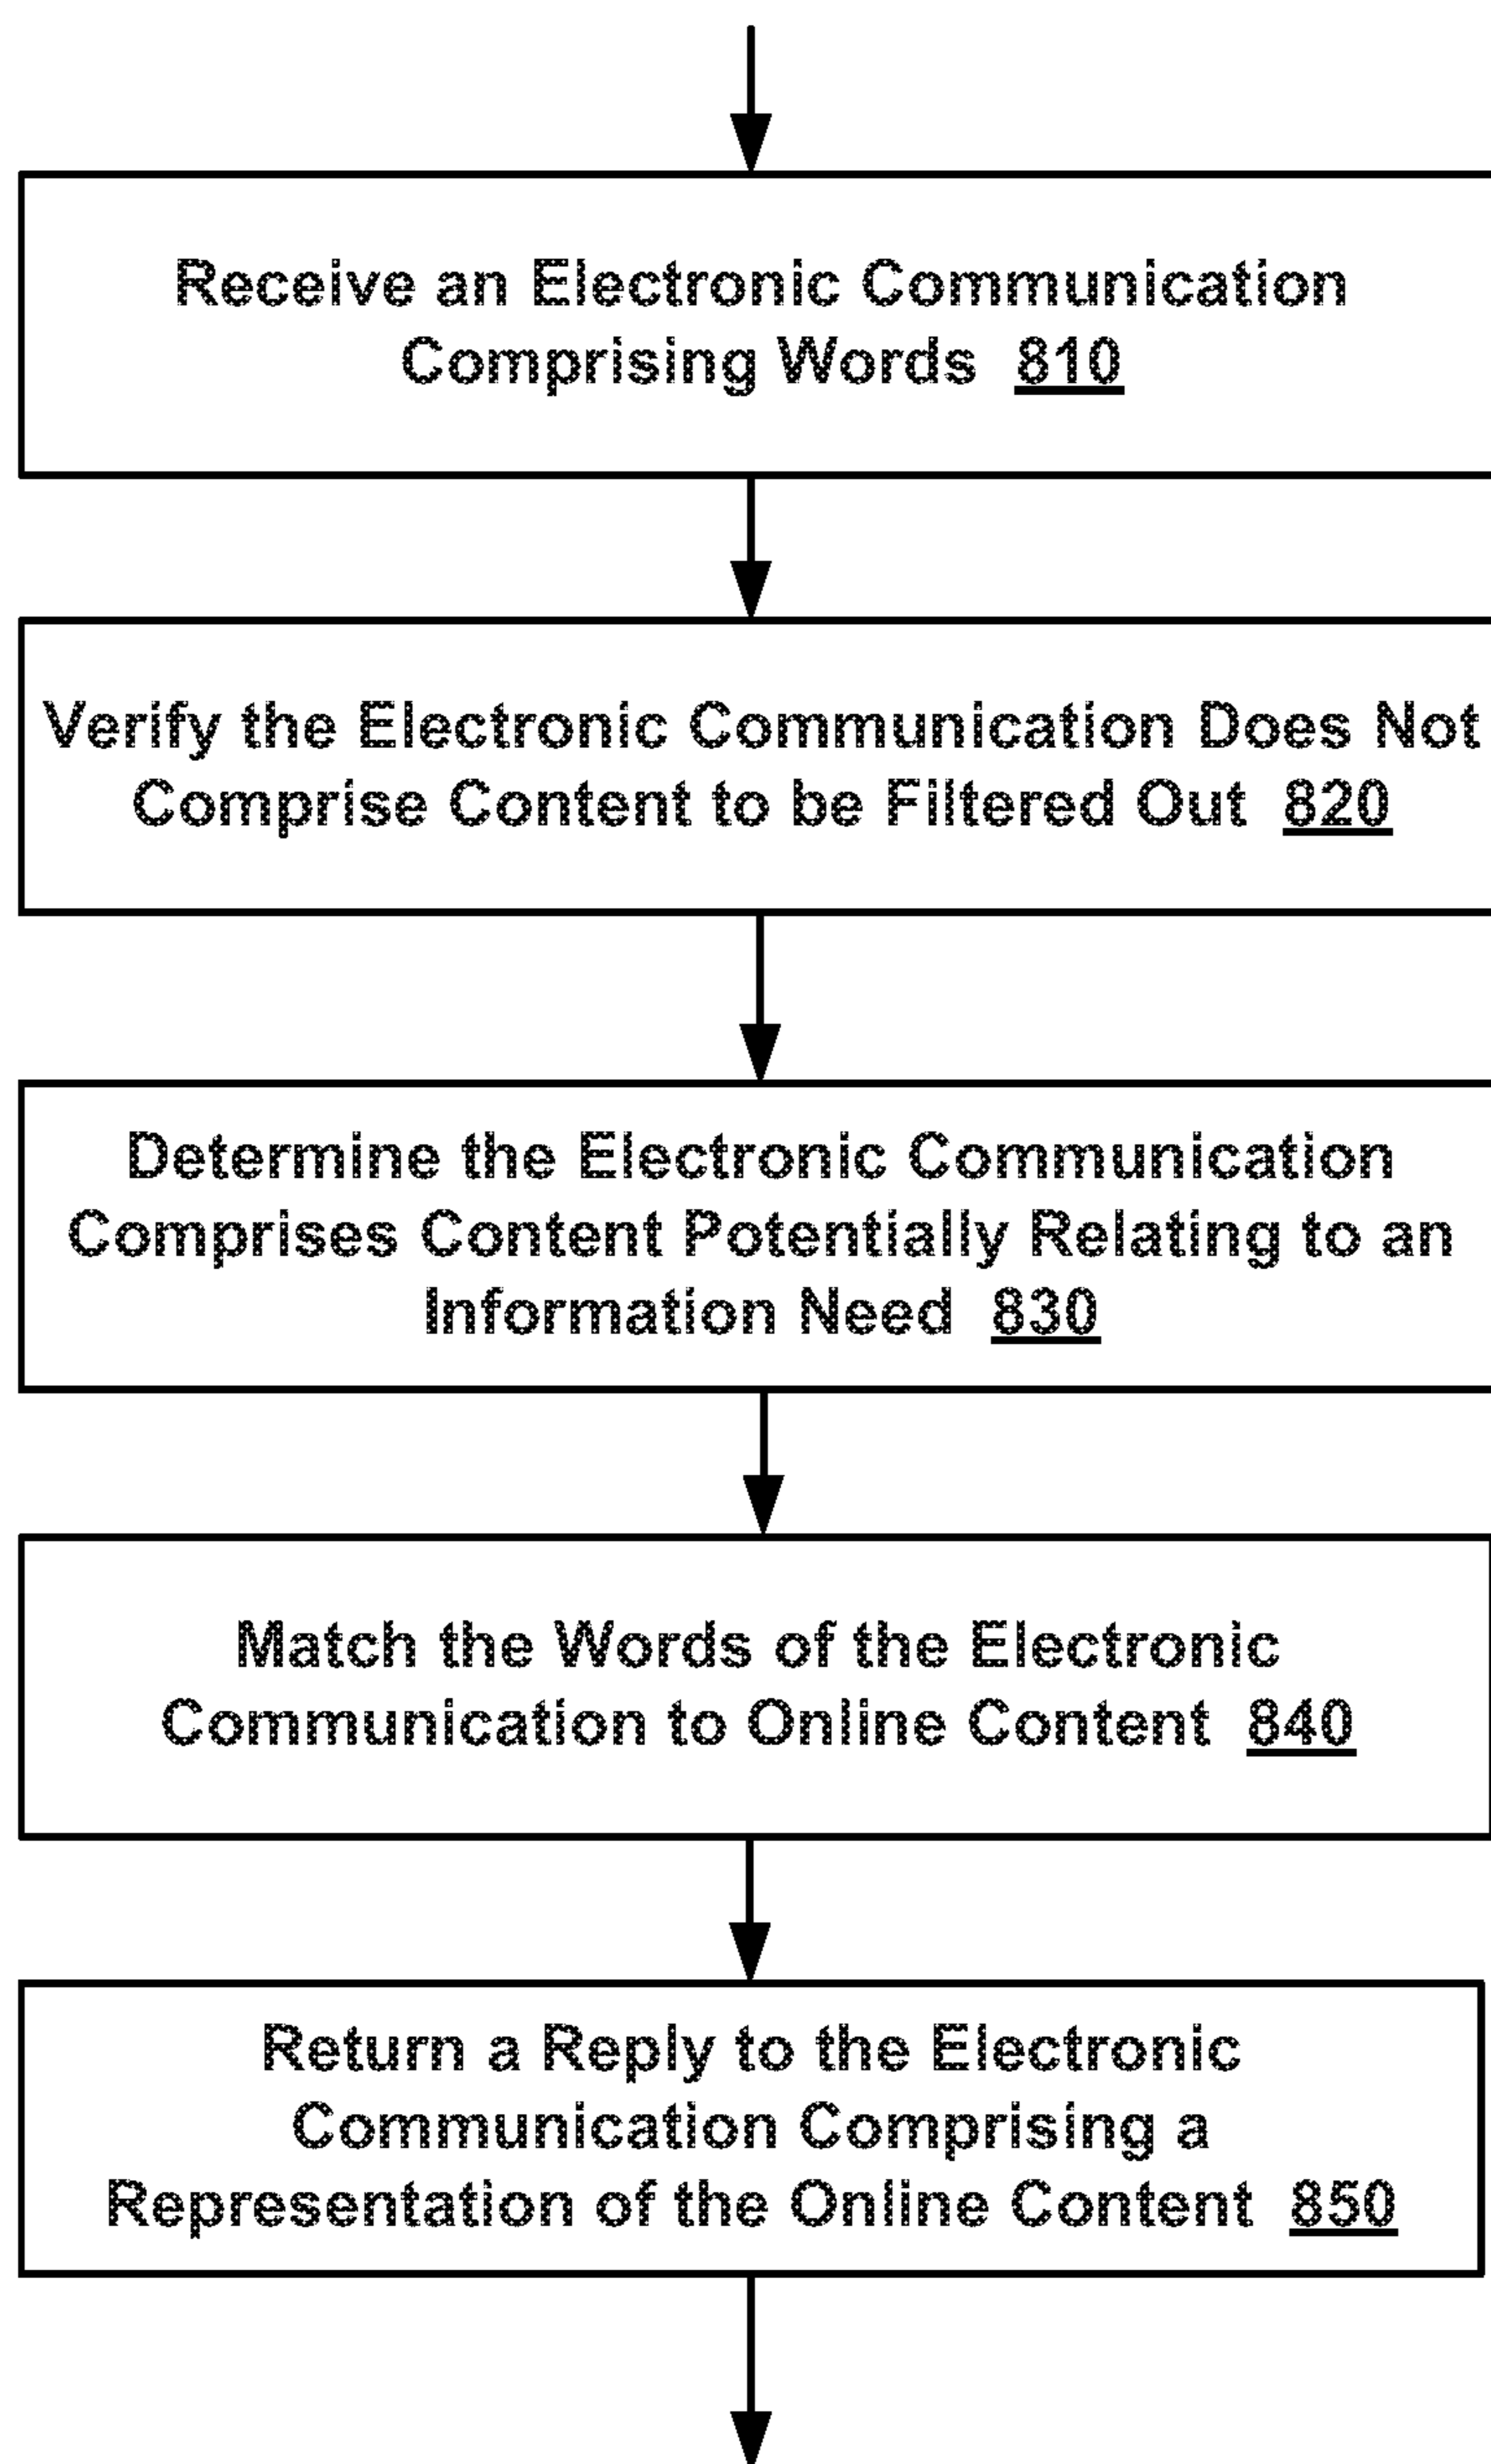 Receive an Electronic Communication
Comprising Words 810
Verify the Electronic Communication Does Not
Comprise Content to be Filtered Out 820
Determine the Electronic Communication
Comprises Content Potentially Relating to an
Information Need 830
Match the Words of the Electronic
Communication to Online Content 840
Return a Reply to the Electronic
Communication Comprising a
Representation of the Online Content 850